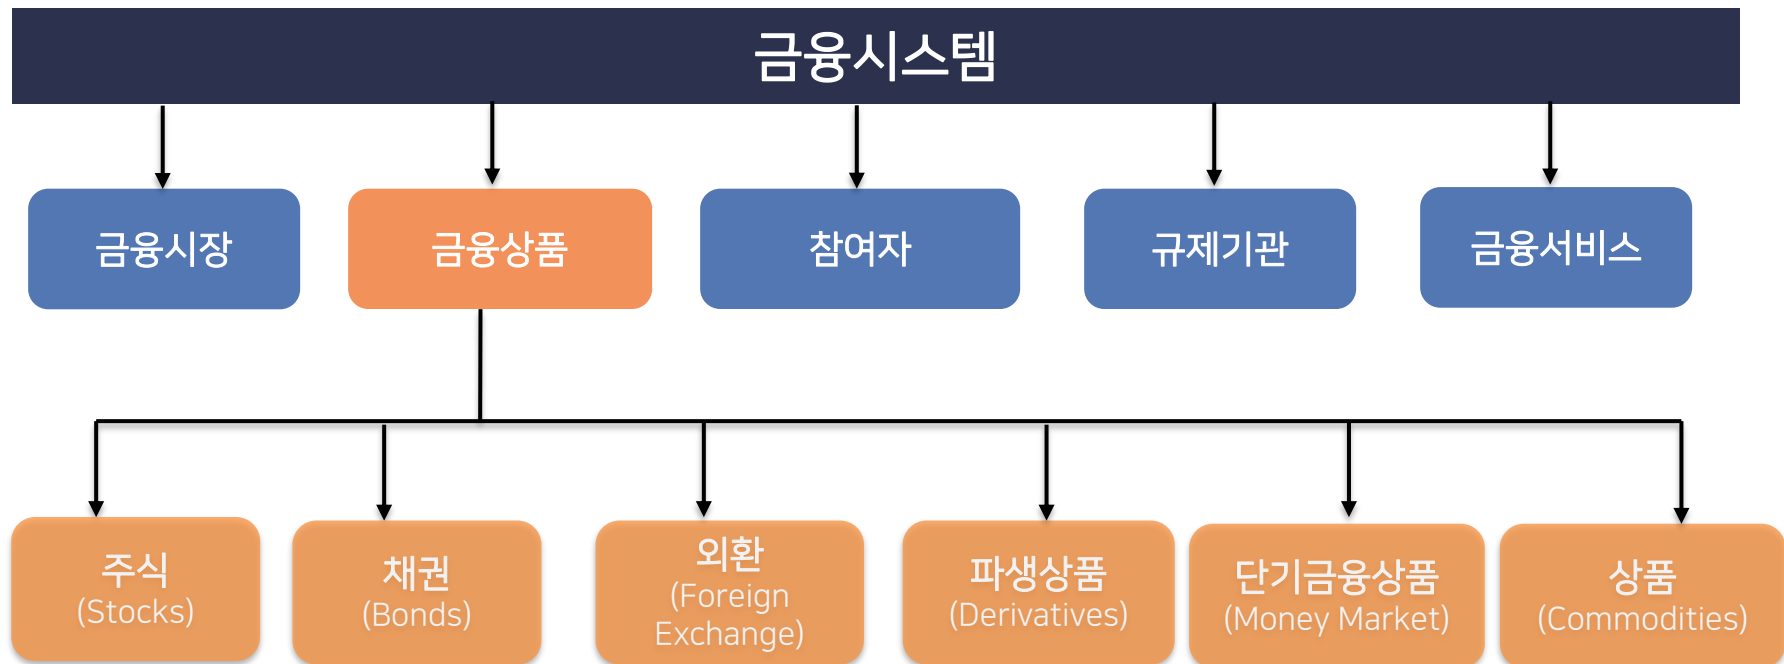 금융시스템
금융시장
금융상품
참여자
규제기관
금융서비스
주식
(Stocks)
채권
(Bonds)
외환
(Foreign
Exchange)
파생상품
(Derivatives)
단기금융상품
(Money Market)
상품
(Commodities)